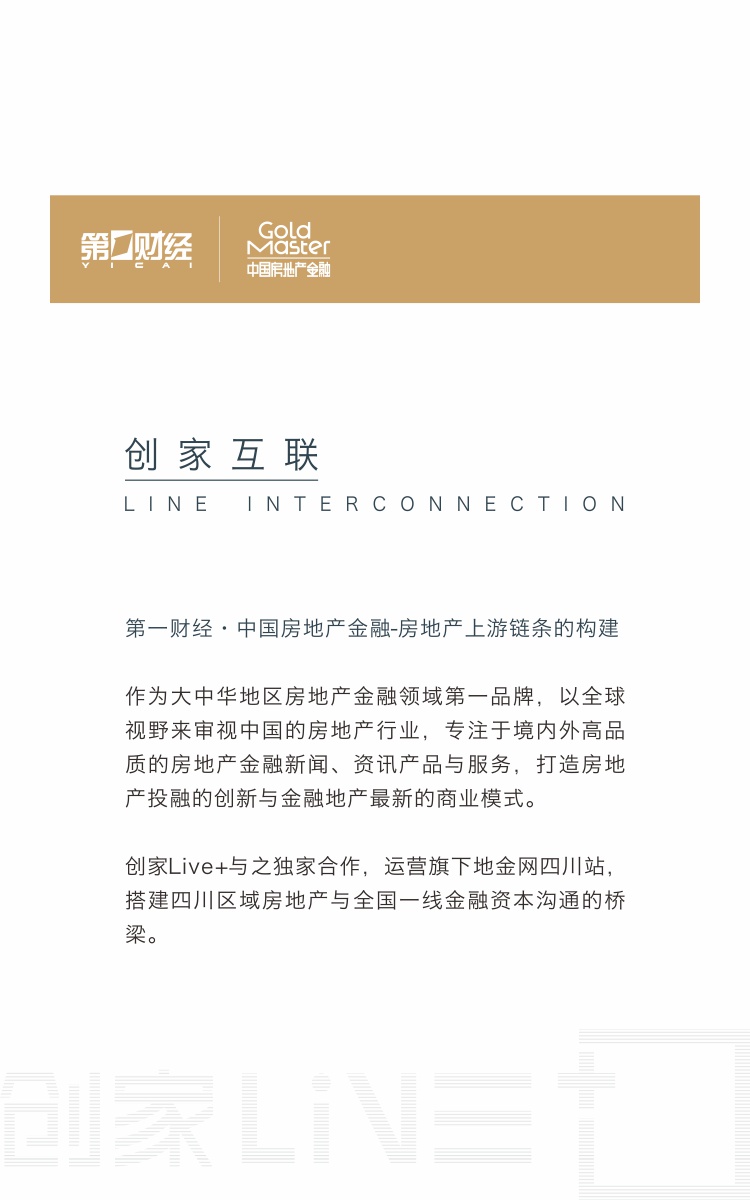 第一财经
YICAI
Gold
Master
中国房地产金融
创家互联
LINE INTERCONNECTION
第一财经·中国房地产金融-房地产上游链条的构建
作为大中华地区房地产金融领域第一品牌，以全球
视野来审视中国的房地产行业，专注于境内外高品
质的房地产金融新闻、资讯产品与服务，打造房地
产投融的创新与金融地产最新的商业模式。
创家Live+与之独家合作，运营旗下地金网四川站，
搭建四川区域房地产与全国一线金融资本沟通的桥
梁。
创家LiVE+